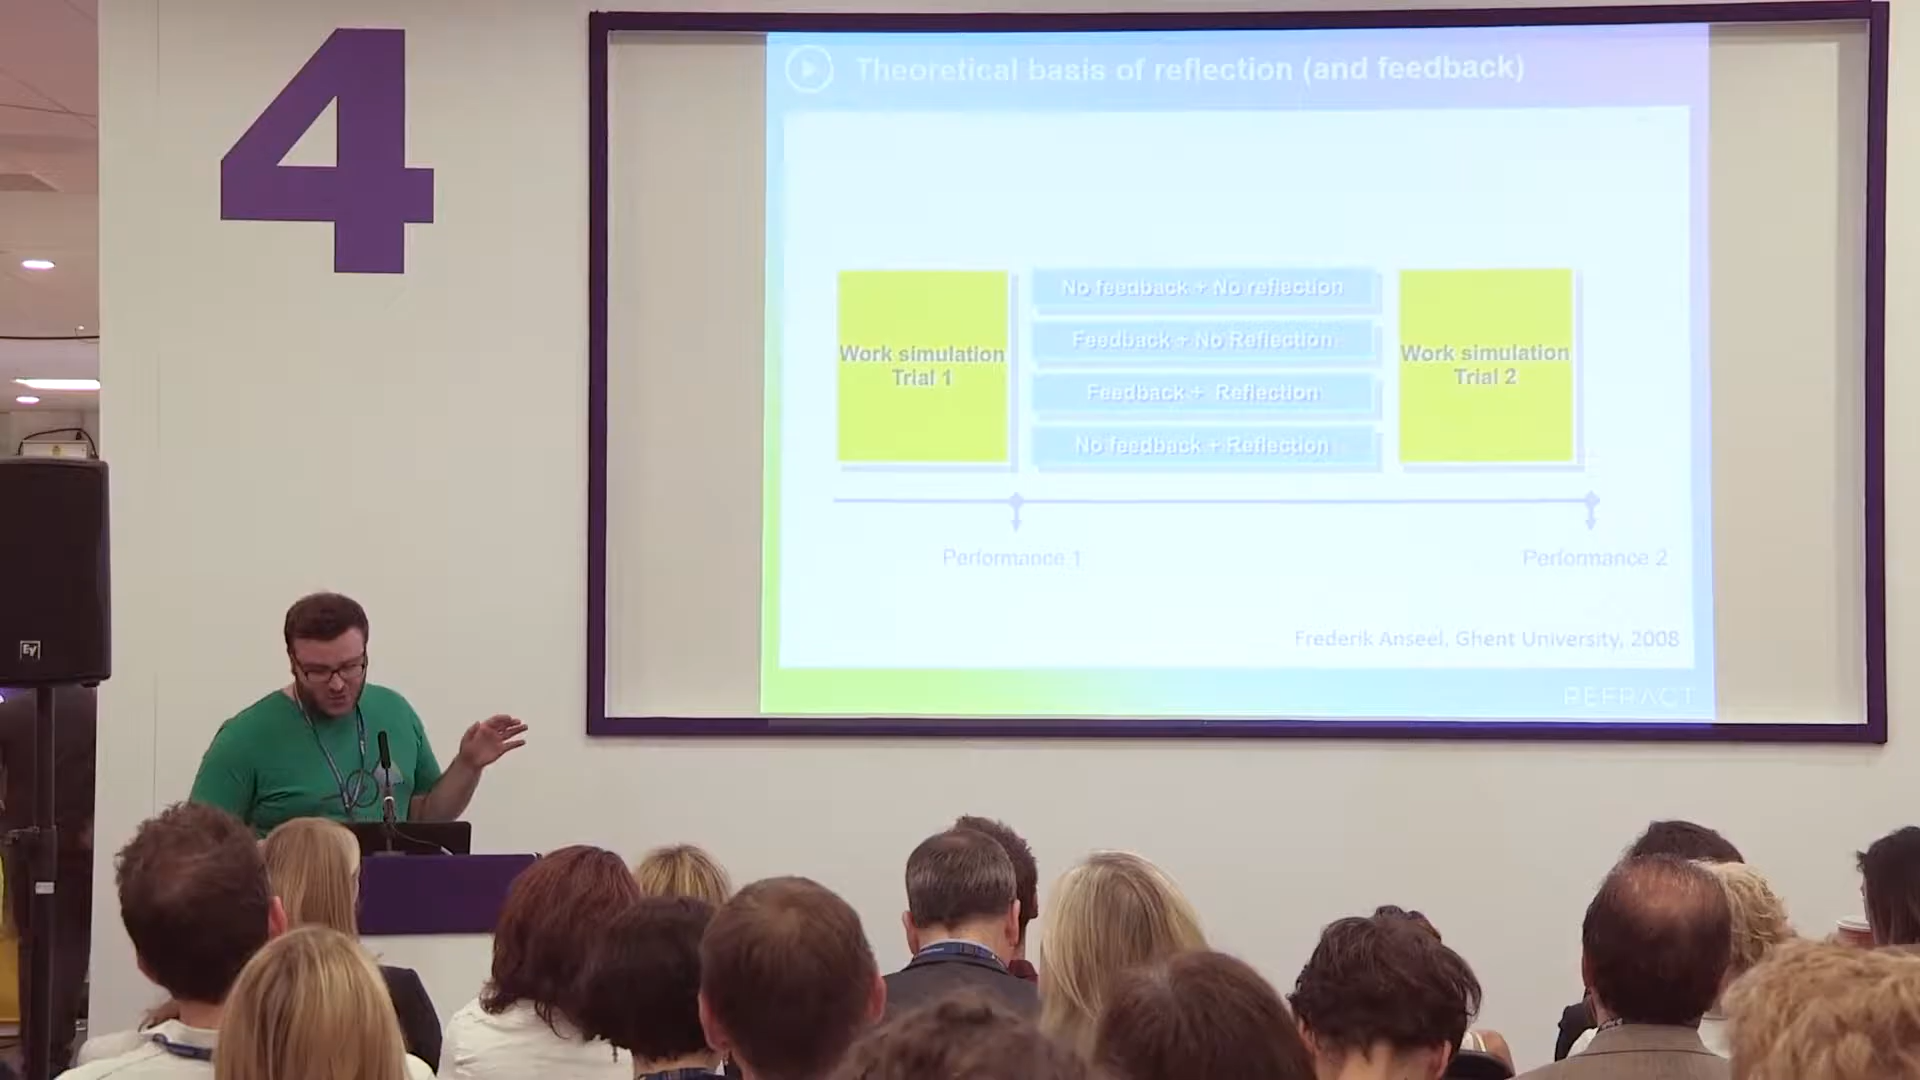 4
Theoretical basis of reflection (and feedback)
No feedback + No reflection
Feedback + No Reflection
Feedback + Reflection
No feedback + Reflection
Work simulation
Trial 1
Work simulation
Trial 2
Performance 1
Performance 2
Frederik Anseel, Ghent University, 2008
REFRACT
EV